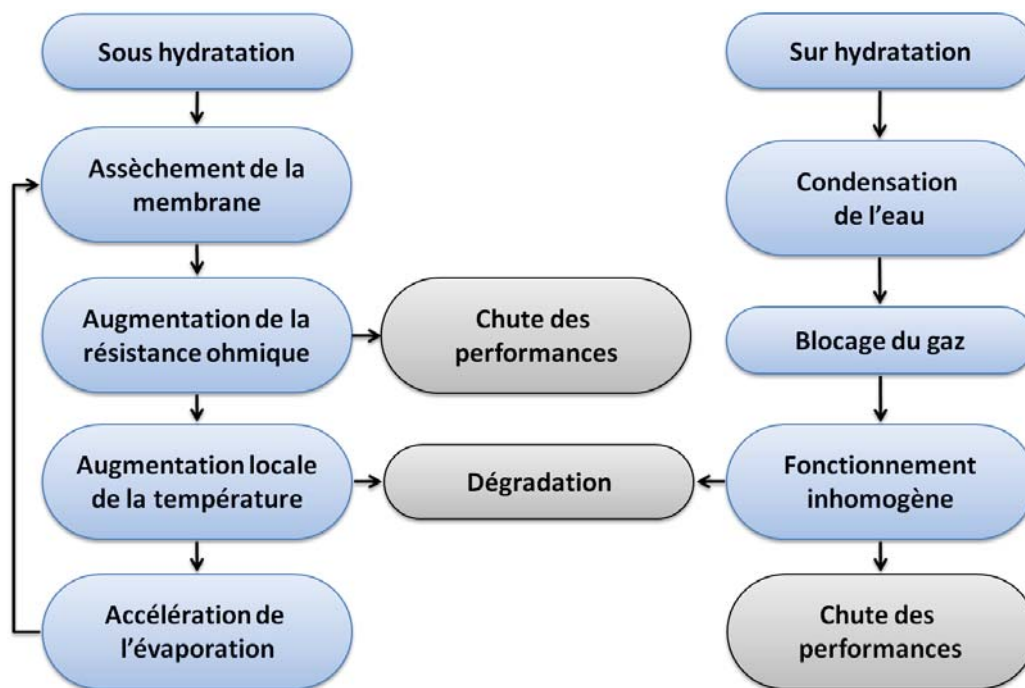 Sous hydratation
Assèchement de la
membrane
Augmentation de la
résistance ohmique
Chute des
performances
Augmentation locale
de la température
Dégradation
Accélération de
l'évaporation
Sur hydratation
Condensation
de l'eau
Blocage du gaz
Fonctionnement
inhomogène
Chute des
performances